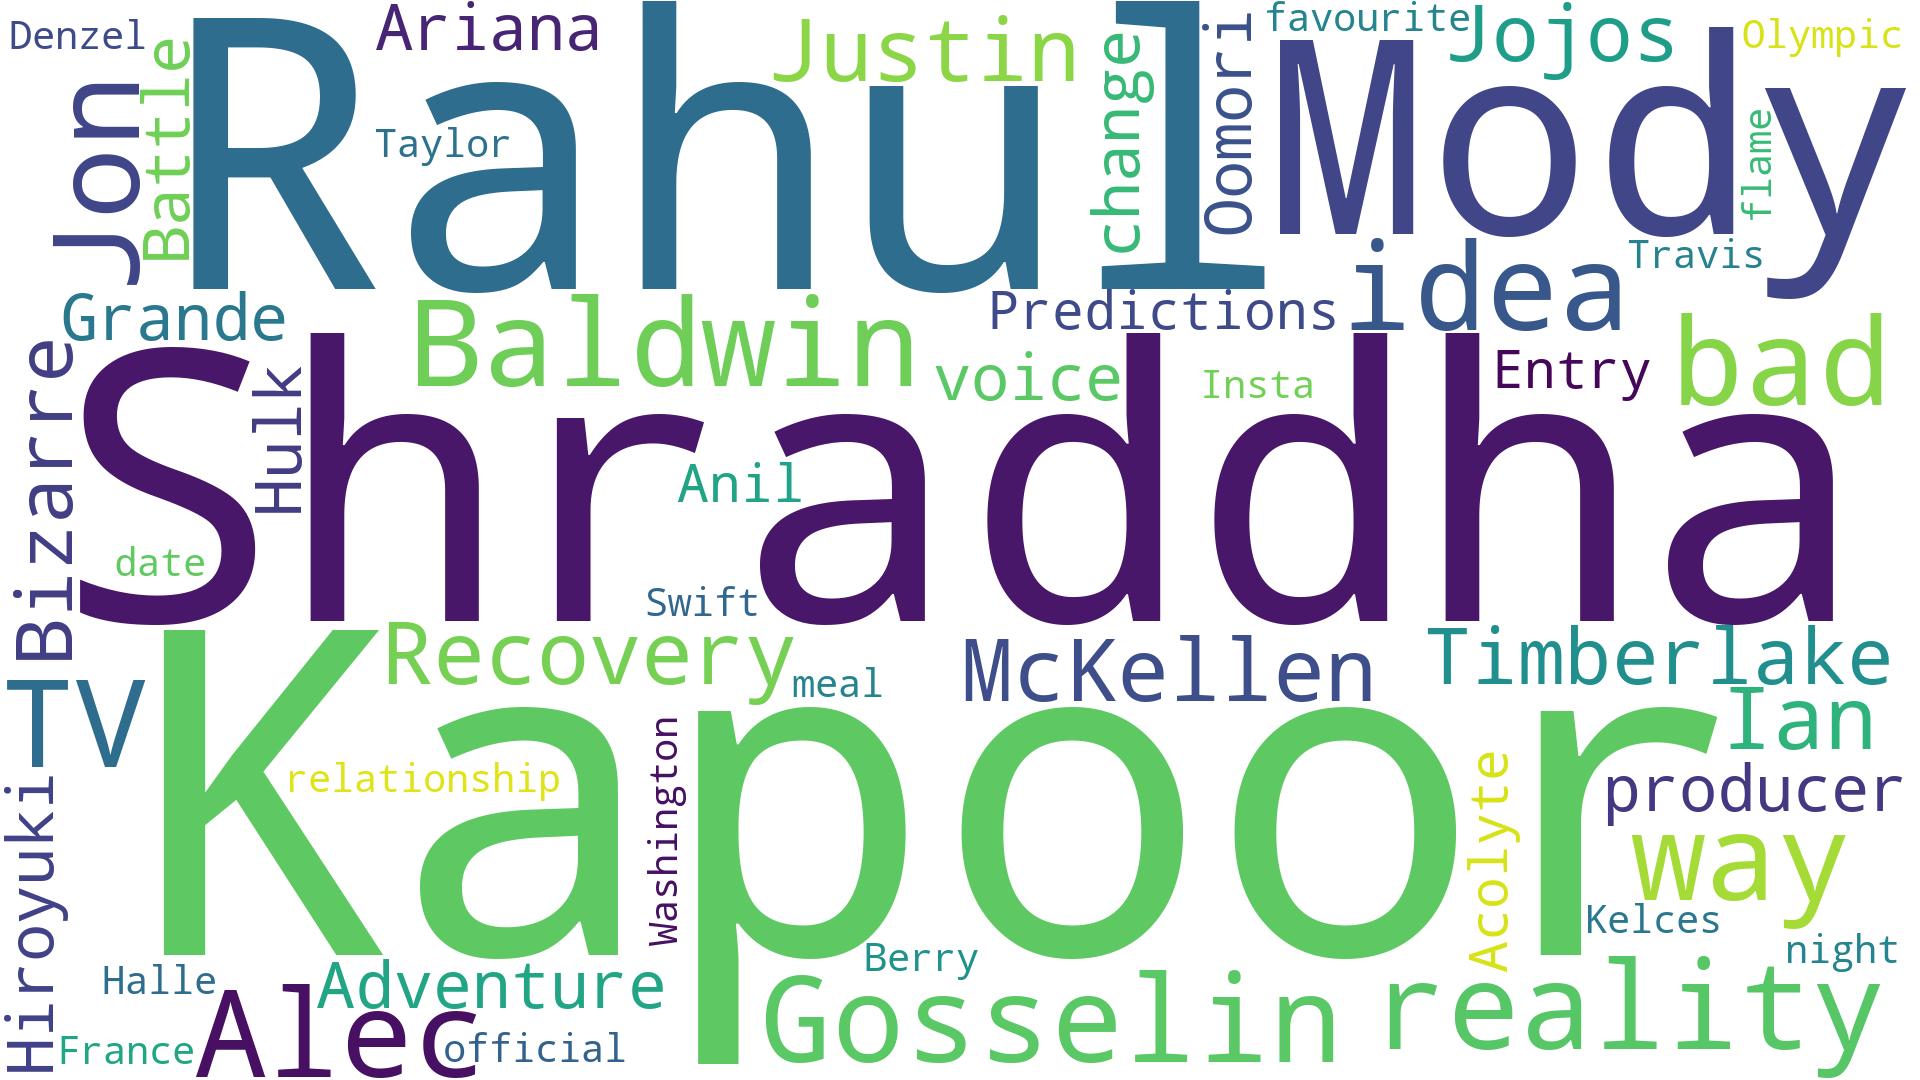 Denzel
Ariana
Justin
favourite
Jojos
Olympic
Jon
Battle
Rahul
Taylor
change
Oomori
Mody
flame
Travis
Grande
Baldwin
Predictions
idea
Bizarre
Hulk
Shraddha
voice
Insta
Entry
bad
Anil
date
Swift
Recovery
McKellen
Timberlake
TV
Kapoor
meal
Ian
relationship
Washington
Acolyte
producer
way
Hiroyuki
Kelces
night
Halle
Adventure
Berry
Gosselin
reality
France
Alec
official